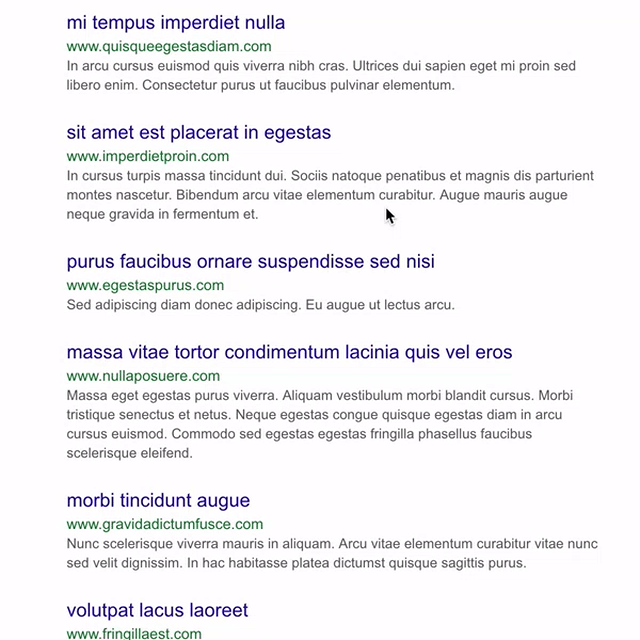 mi tempus imperdiet nulla
www.quisqueegestasdiam.com
In arcu cursus euismod quis viverra nibh cras. Ultrices dui sapien eget mi proin sed
libero enim. Consectetur purus ut faucibus pulvinar elementum.
sit amet est placerat in egestas
www.imperdietproin.com
In cursus turpis massa tincidunt dui. Sociis natoque penatibus et magnis dis parturient
montes nascetur. Bibendum arcu vitae elementum curabitur. Augue mauris augue
neque gravida in fermentum et.
purus faucibus ornare suspendisse sed nisi
www.egestaspurus.com
Sed adipiscing diam donec adipiscing. Eu augue ut lectus arcu.
massa vitae tortor condimentum lacinia quis vel eros
www.nullaposuere.com
Massa eget egestas purus viverra. Aliquam vestibulum morbi blandit cursus. Morbi
tristique senectus et netus. Neque egestas congue quisque egestas diam in arcu
cursus euismod. Commodo sed egestas egestas fringilla phasellus faucibus
scelerisque eleifend.
morbi tincidunt augue
www.gravidadictumfusce.com
Nunc scelerisque viverra mauris in aliquam. Arcu vitae elementum curabitur vitae nunc
sed velit dignissim. In hac habitasse platea dictumst quisque sagittis purus.
volutpat lacus laoreet
www.fringillaest.com